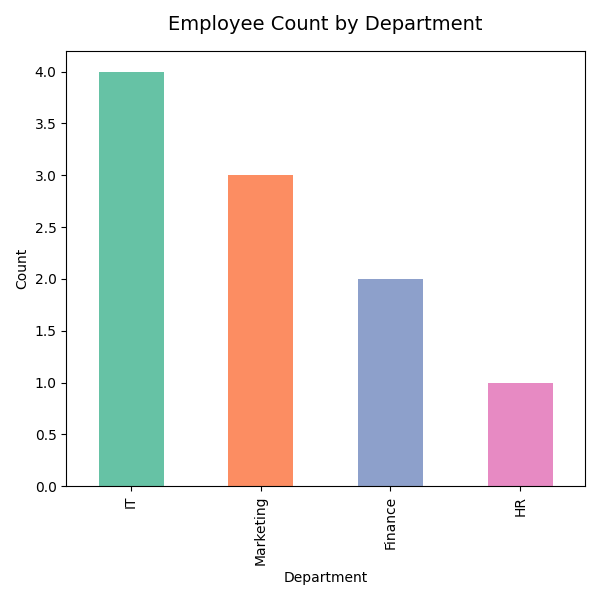 Employee Count by Department
4.0
3.5
3.0
2.5
2.0
1.5
1.0
0.5
0.0
Count
IT
Marketing
Finance
HR
Department